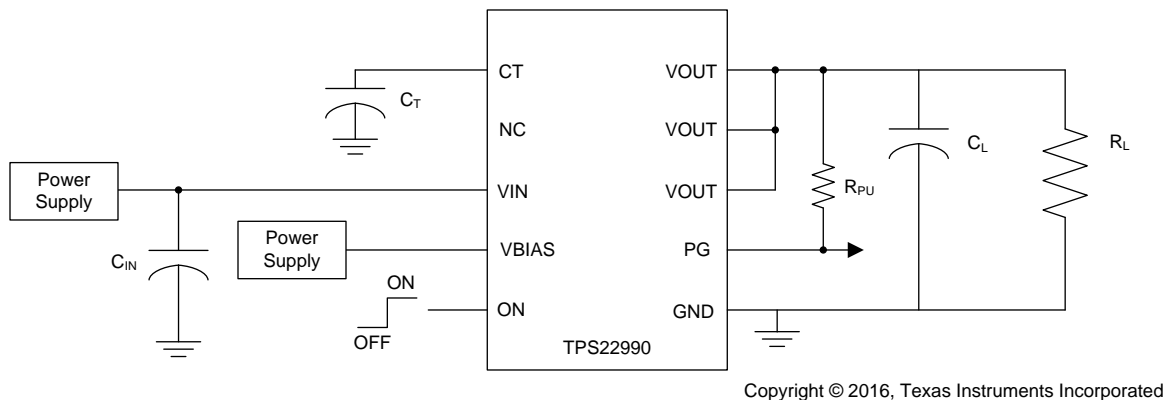 CT
VOUT
C_T
NC
VOUT
C_L
R_L
Power
Supply
VIN
VOUT
R_PU
C_IN
Power
Supply
VBIAS
PG
ON
OFF
ON
GND
TPS22990
Copyright © 2016, Texas Instruments Incorporated